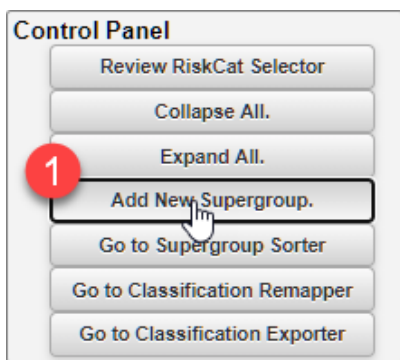 Control Panel
Review RiskCat Selector
Collapse All.
Expand All.
1
Add New Supergroup.
Go to Supergroup Sorter
Go to Classification Remapper
Go to Classification Exporter